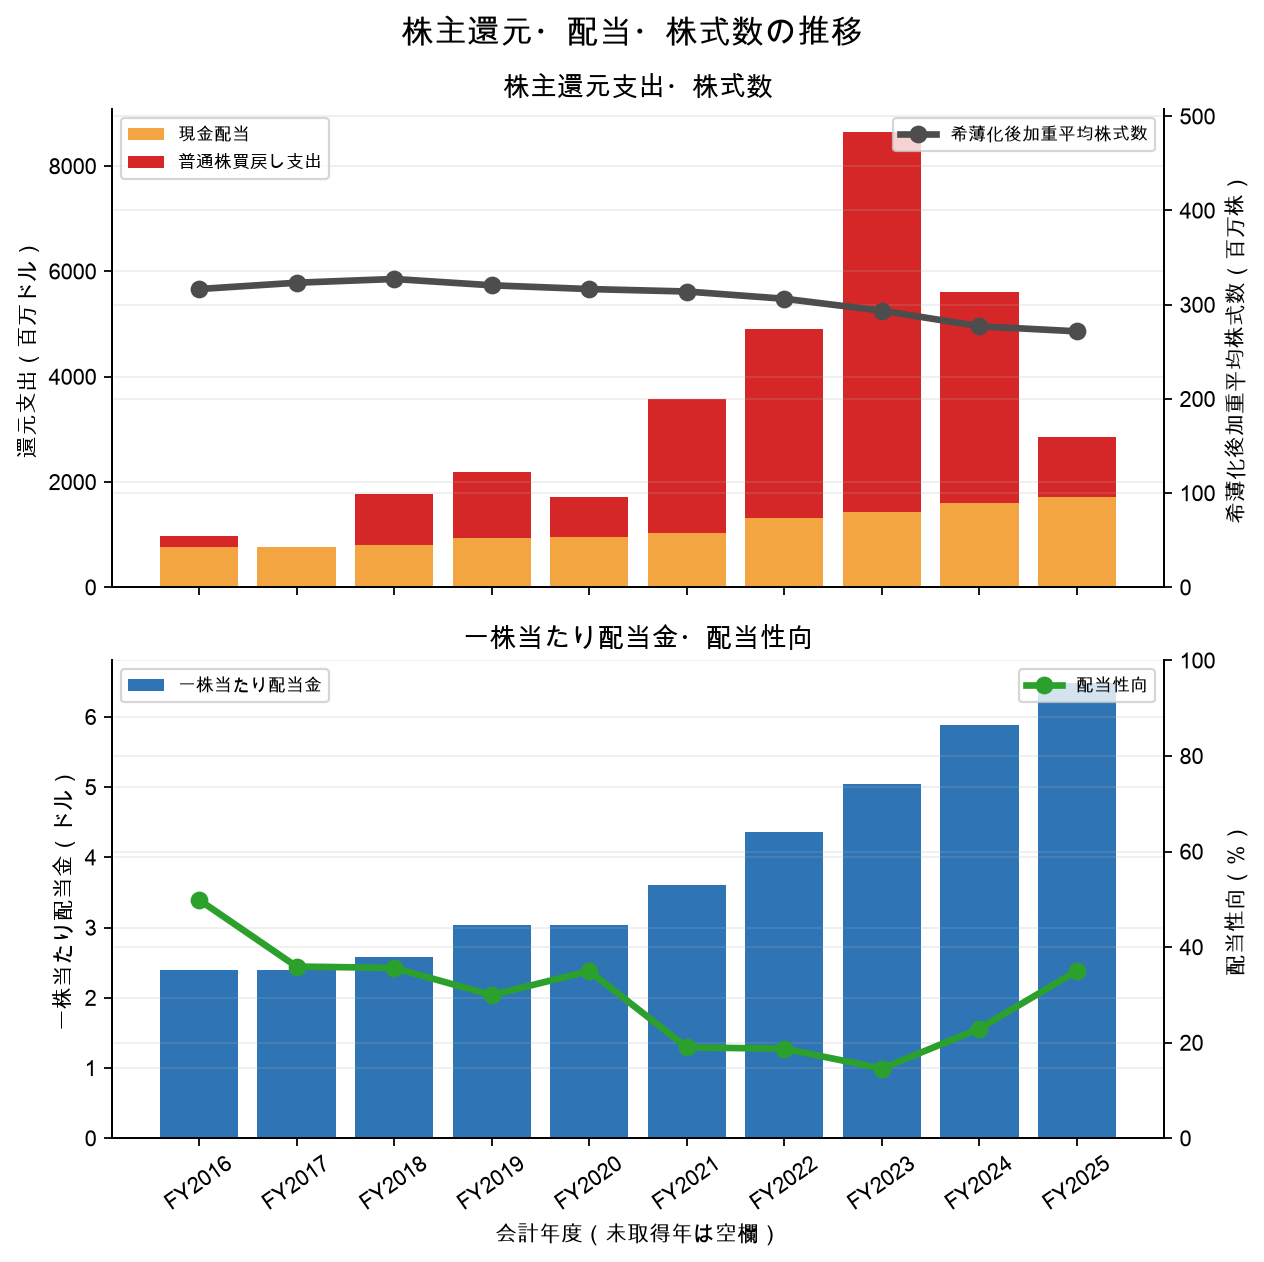 株主還元・配当・株式数の推移
株主還元支出・株式数
現金配当
普通株買戻し支出
希薄化後加重平均株式数
還元支出(百万ドル)
8000
6000
4000
2000
0
500
400
300
200
100
0
希薄化後加重平均株式数(百万株)
一株当たり配当金・配当性向
一株当たり配当金
配当性向
一株当たり配当金(ドル)
6
5
4
3
2
1
0
100
80
60
40
20
0
配当性向(%)
FY2016
FY2017
FY2018
FY2019
FY2020
FY2021
FY2022
FY2023
FY2024
FY2025
会計年度(未取得年は空欄)